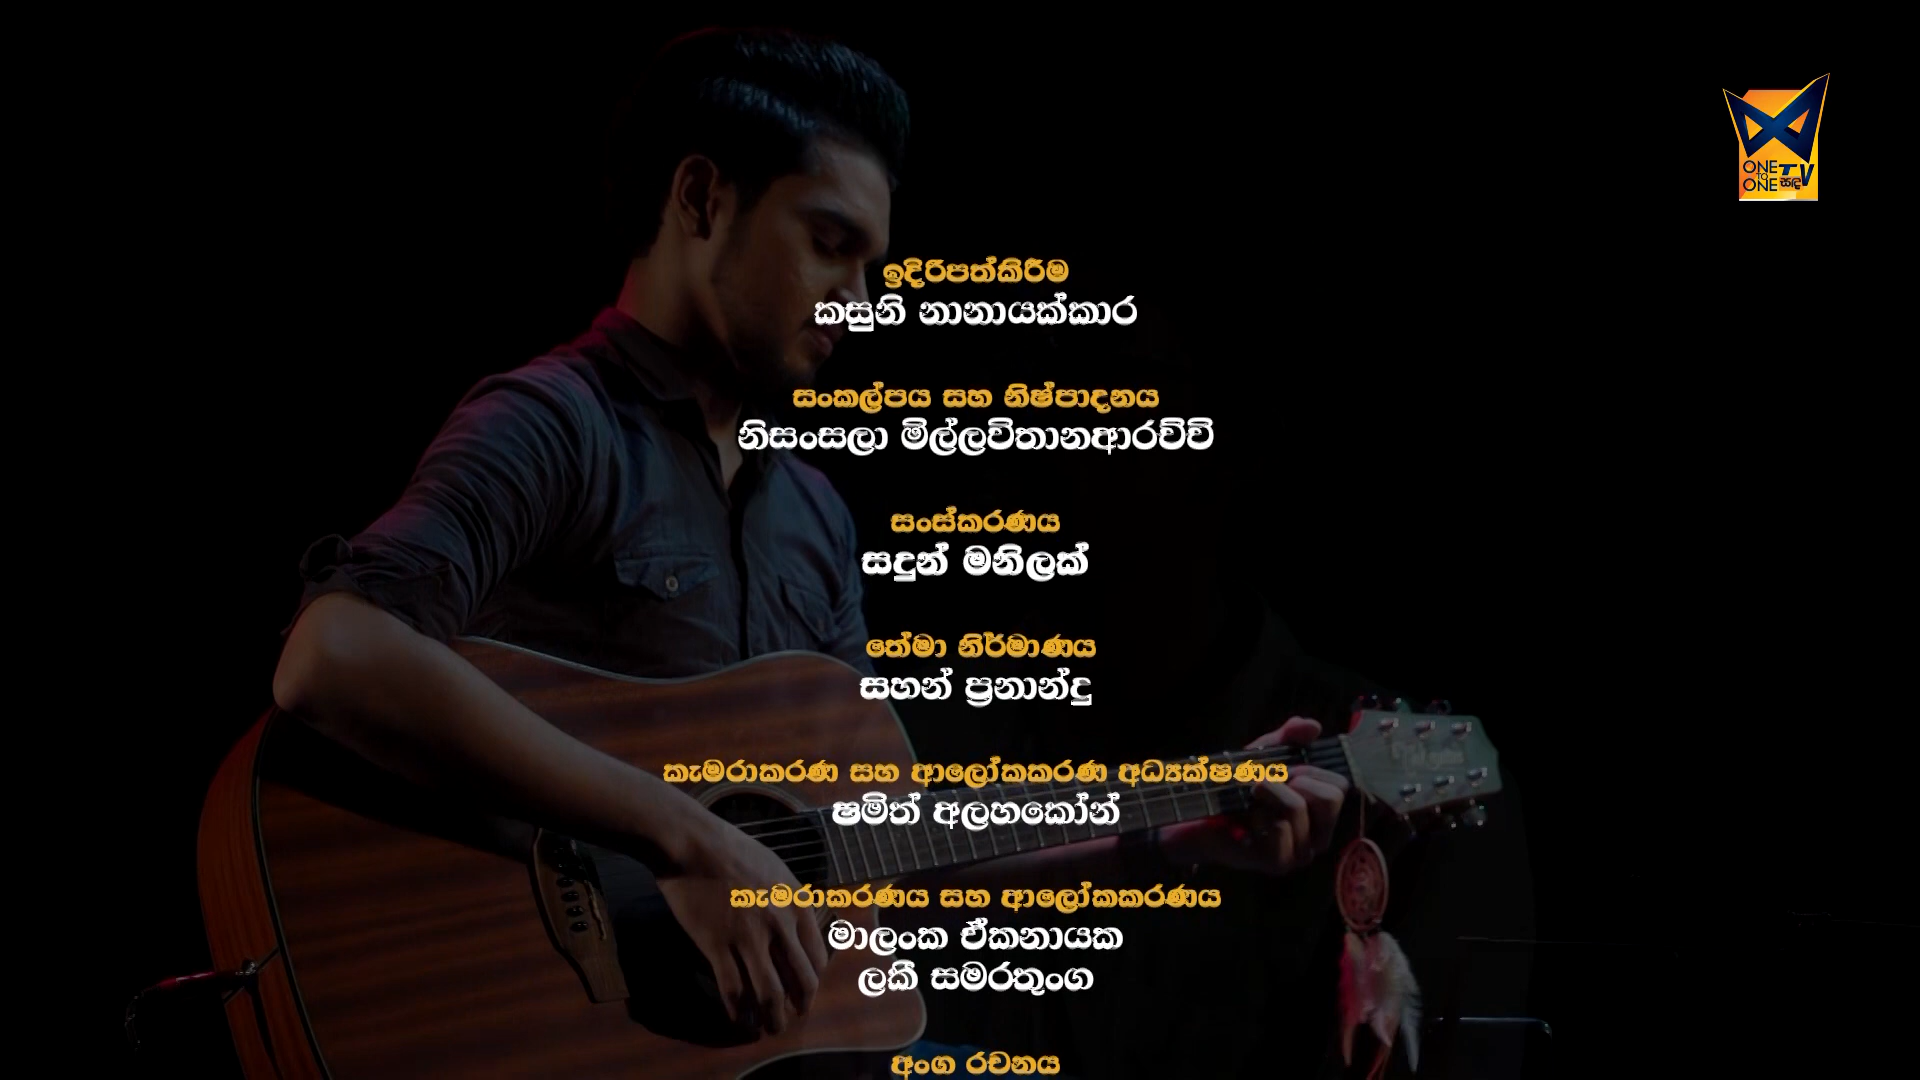 ONE
to
ONE
TV
සඳ
ඉදිරිපත්කිරීම
කසුනි නානායක්කාර
සංකල්පය සහ නිෂ්පාදනය
නිසංසලා මිල්ලවිතානආරච්චි
සංස්කරණය
සඳුන් මනිලක්
තේමා නිර්මාණය
සහන් ප්‍රනාන්දු
කැමරාකරණ සහ ආලෝකකරණ අධ්‍යක්ෂණය
ෂමිත් අලහකෝන්
කැමරාකරණය සහ ආලෝකකරණය
මාලංක ඒකනායක
ලකී සමරතුංග
අංග රචනය